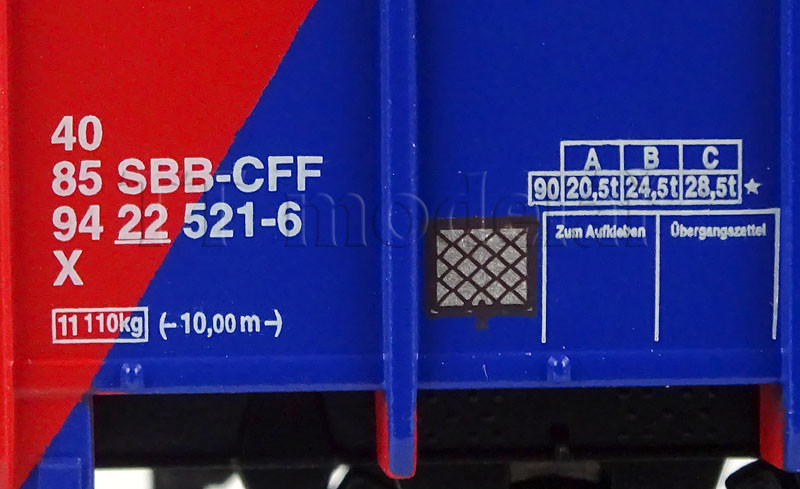 40
85 SBB-CFF
94 22 521-6
X
11 110kg (-10,00 m-)
A B C
90 20,5t 24,5t 28,5t ★
Zum Aufkleben Übergangszettel